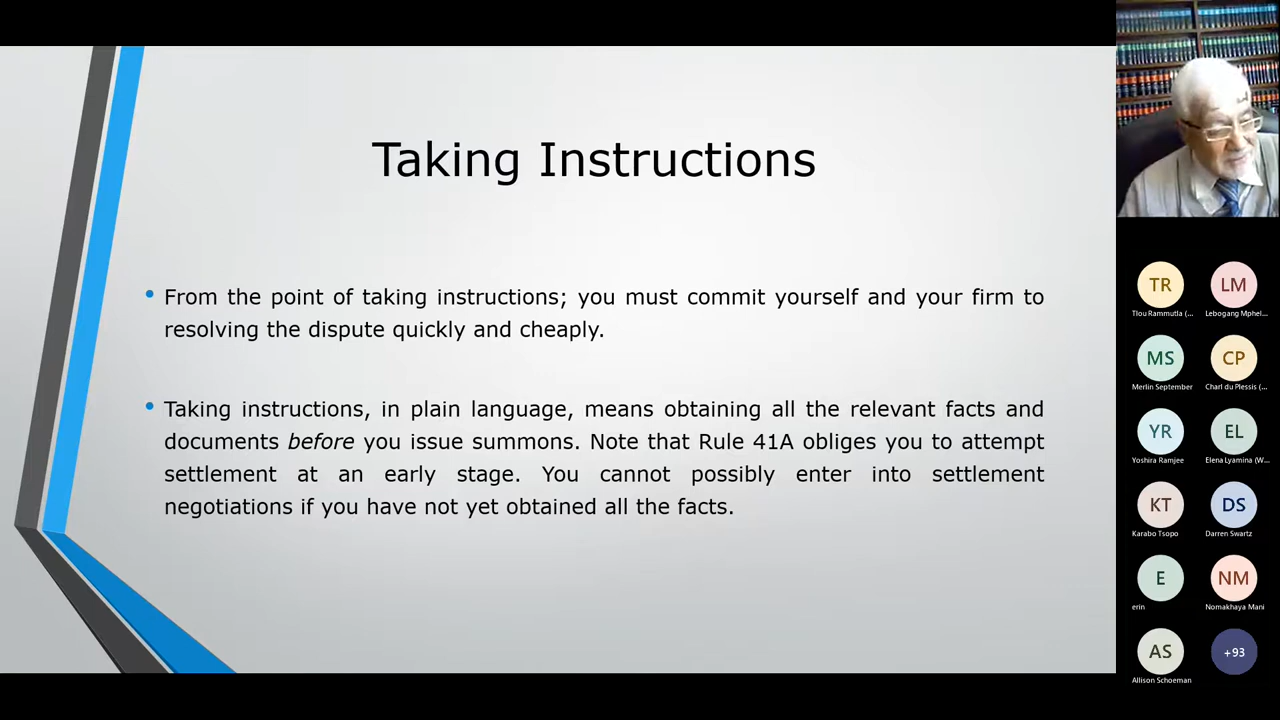 Taking Instructions
• From the point of taking instructions; you must commit yourself and your firm to
resolving the dispute quickly and cheaply.
• Taking instructions, in plain language, means obtaining all the relevant facts and
documents before you issue summons. Note that Rule 41A obliges you to attempt
settlement at an early stage. You cannot possibly enter into settlement
negotiations if you have not yet obtained all the facts.
TR LM
Tlou Rammutla (... Lebogang Mphel...
MS CP
Merlin September Charl du Plessis (...
YR EL
Yoshira Ramjee Elena Lyamina (W...
KT DS
Karabo Tsopo Darren Swartz
E NM
erin Nomakhaya Mani
AS +93
Allison Schoeman